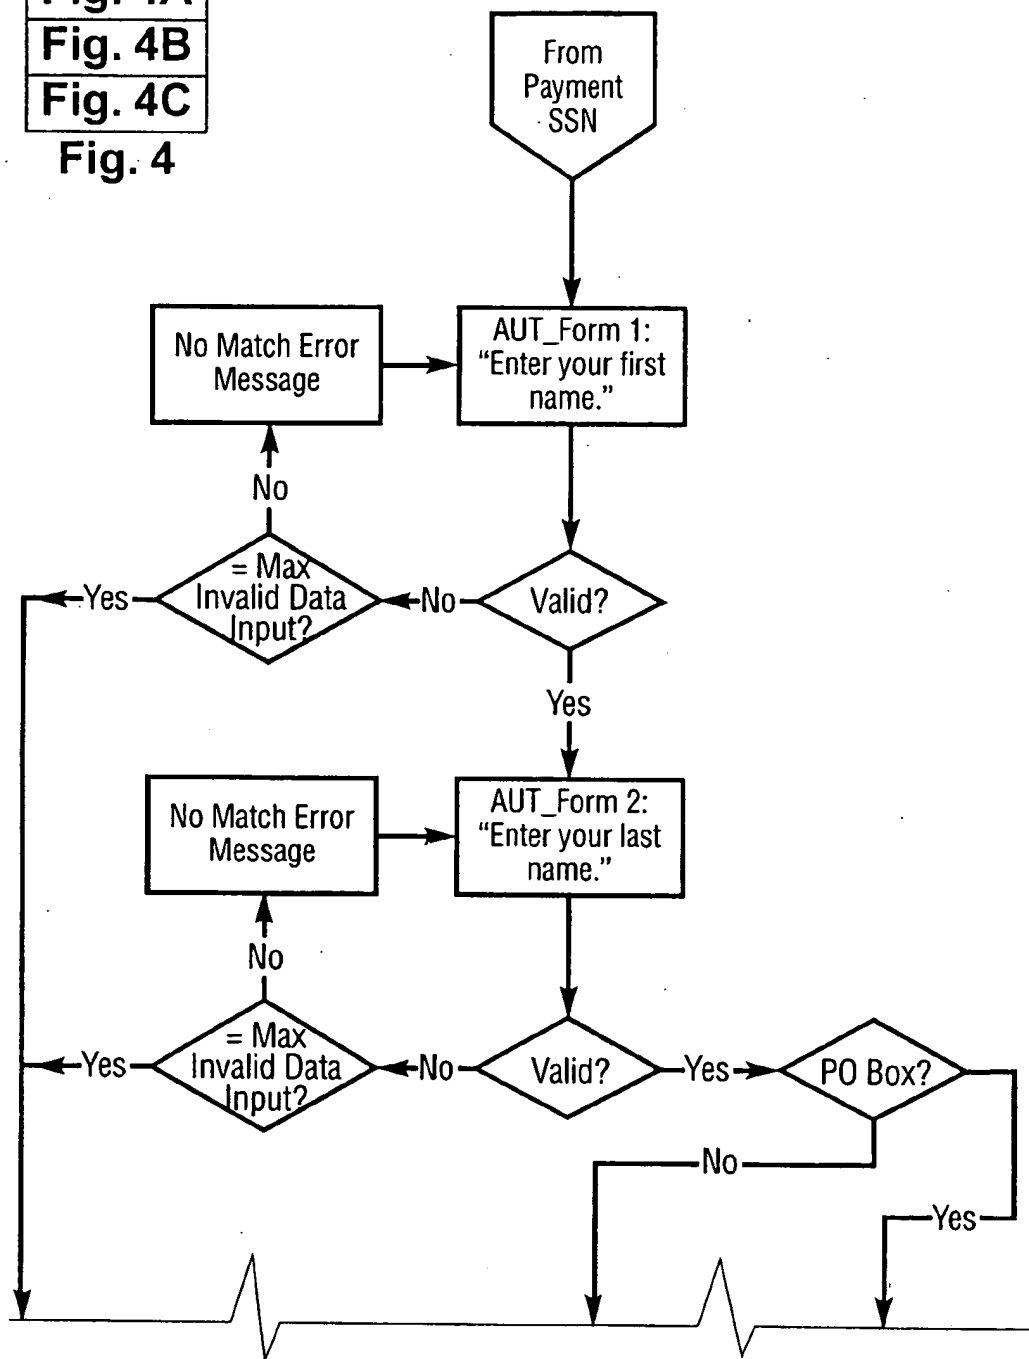 Fig. 4A
Fig. 4B
Fig. 4C
Fig. 4
From
Payment
SSN
No Match Error
Message
AUT_Form 1:
“Enter your first
name.”
No
Yes
= Max
Invalid Data
Input?
No
Valid?
Yes
No Match Error
Message
AUT_Form 2:
“Enter your last
name.”
No
Yes
= Max
Invalid Data
Input?
No
Valid?
Yes
PO Box?
No
Yes